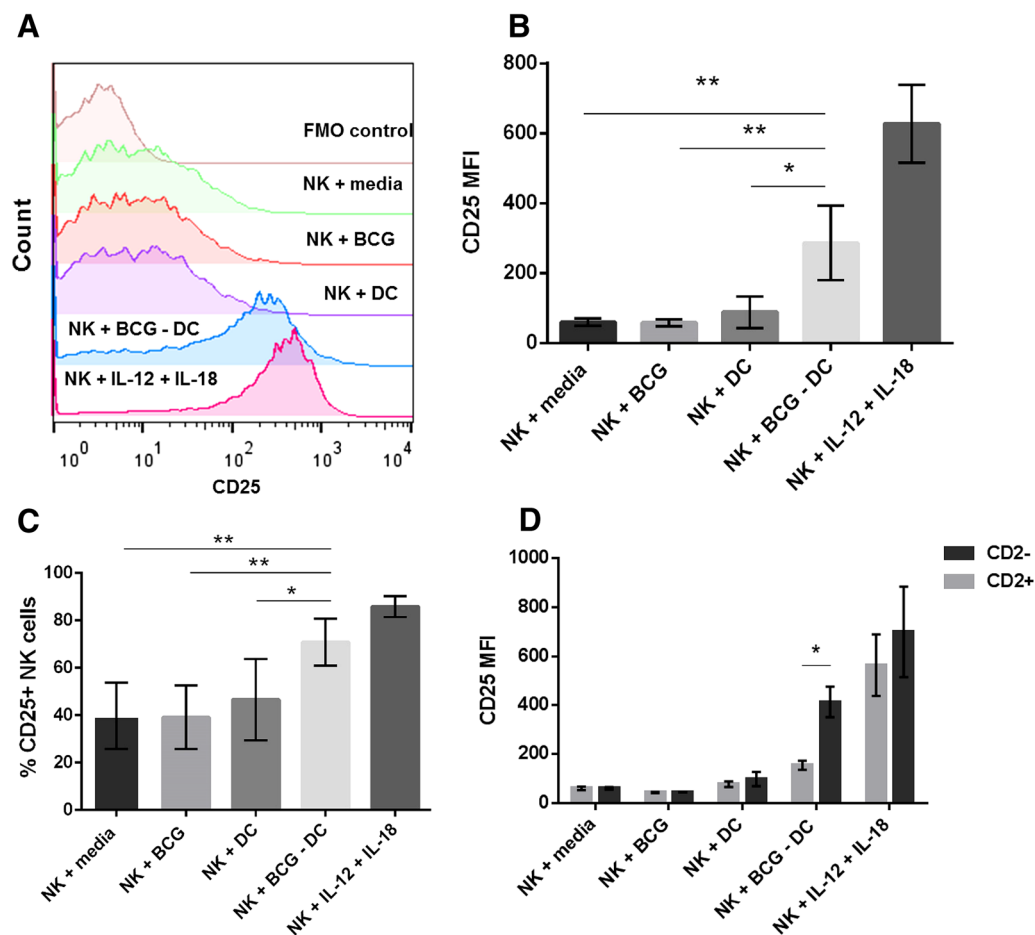 A
FMO control
NK + media
NK + BCG
NK + DC
NK + BCG - DC
NK + IL-12 + IL-18
Count
10^0 10^1 10^2 10^3 10^4
CD25
B
800
600
400
200
0
CD25 MFI
**
**
*
NK + media
NK + BCG
NK + DC
NK + BCG - DC
NK + IL-12 + IL-18
C
100
80
60
40
20
0
% CD25+ NK cells
**
**
*
NK + media
NK + BCG
NK + DC
NK + BCG - DC
NK + IL-12 + IL-18
D
1000
800
600
400
200
0
CD25 MFI
*
CD2-
CD2+
NK + media
NK + BCG
NK + DC
NK + BCG - DC
NK + IL-12 + IL-18